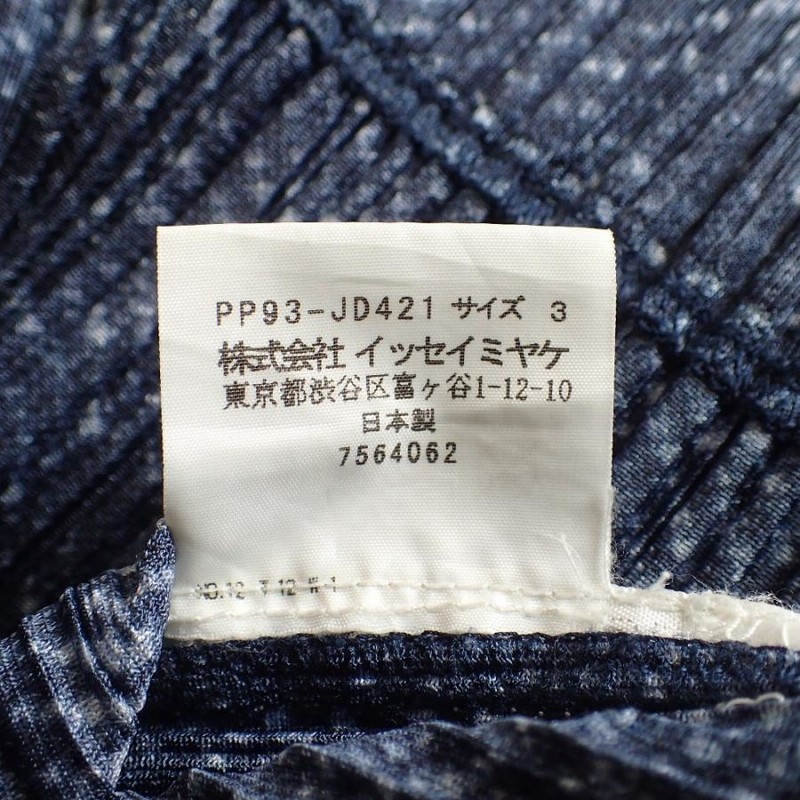 PP93-JD421 サイズ 3
株式会社 イッセイミヤケ
東京都渋谷区富ヶ谷1-12-10
日本製
7564062